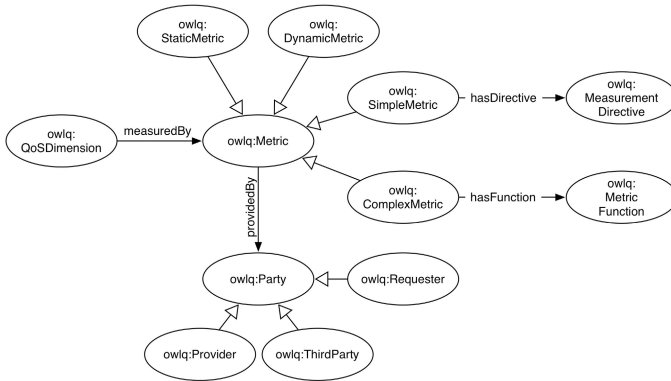 owlq:
StaticMetric
owlq:
DynamicMetric
owlq:
SimpleMetric
hasDirective
owlq:
Measurement
Directive
owlq:
QoSDimension
measuredBy
owlq:Metric
owlq:
ComplexMetric
hasFunction
owlq:
Metric
Function
providedBy
owlq:Party
owlq:Requester
owlq:Provider
owlq:ThirdParty